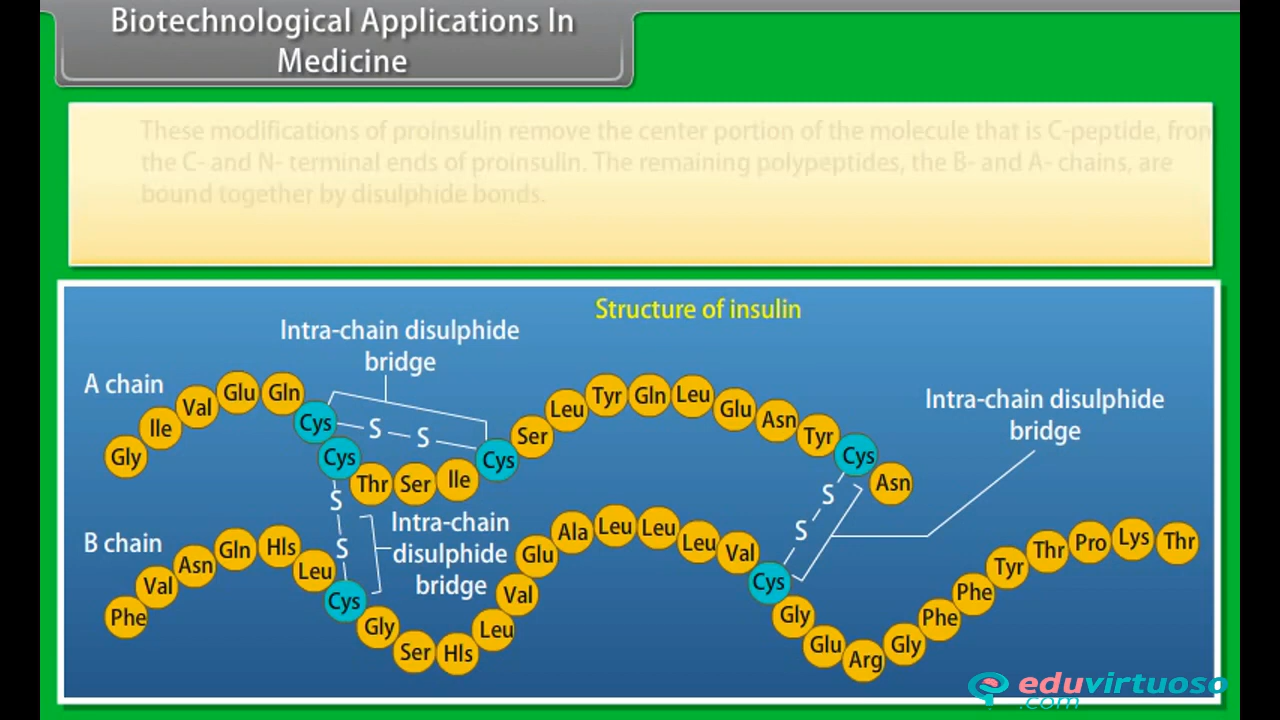 Biotechnological Applications In
Medicine
These modifications of proinsulin remove the center portion of the molecule that is C-peptide, from
the C- and N- terminal ends of proinsulin. The remaining polypeptides, the B- and A- chains, are
bound together by disulphide bonds.
Structure of insulin
Intra-chain disulphide
bridge
A chain
Gly Ile Val Glu Gln Cys Cys Thr Ser Ile Cys Ser Leu Tyr Gln Leu Glu Asn Tyr Cys Asn
S S
Intra-chain disulphide
bridge
S
S
Intra-chain
disulphide
bridge
S
S
B chain
Phe Val Asn Gln HIs Leu Cys Gly Ser HIs Leu Val Glu Ala Leu Leu Leu Val Cys Gly Glu Arg Gly Phe Phe Tyr Thr Pro Lys Thr
eduvirtuoso
.com